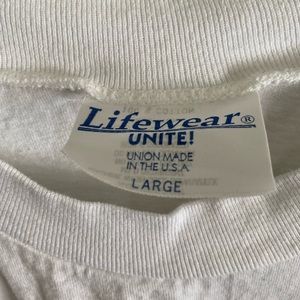 Lifewear®
UNITE!
UNION MADE
IN THE U.S.A
LARGE